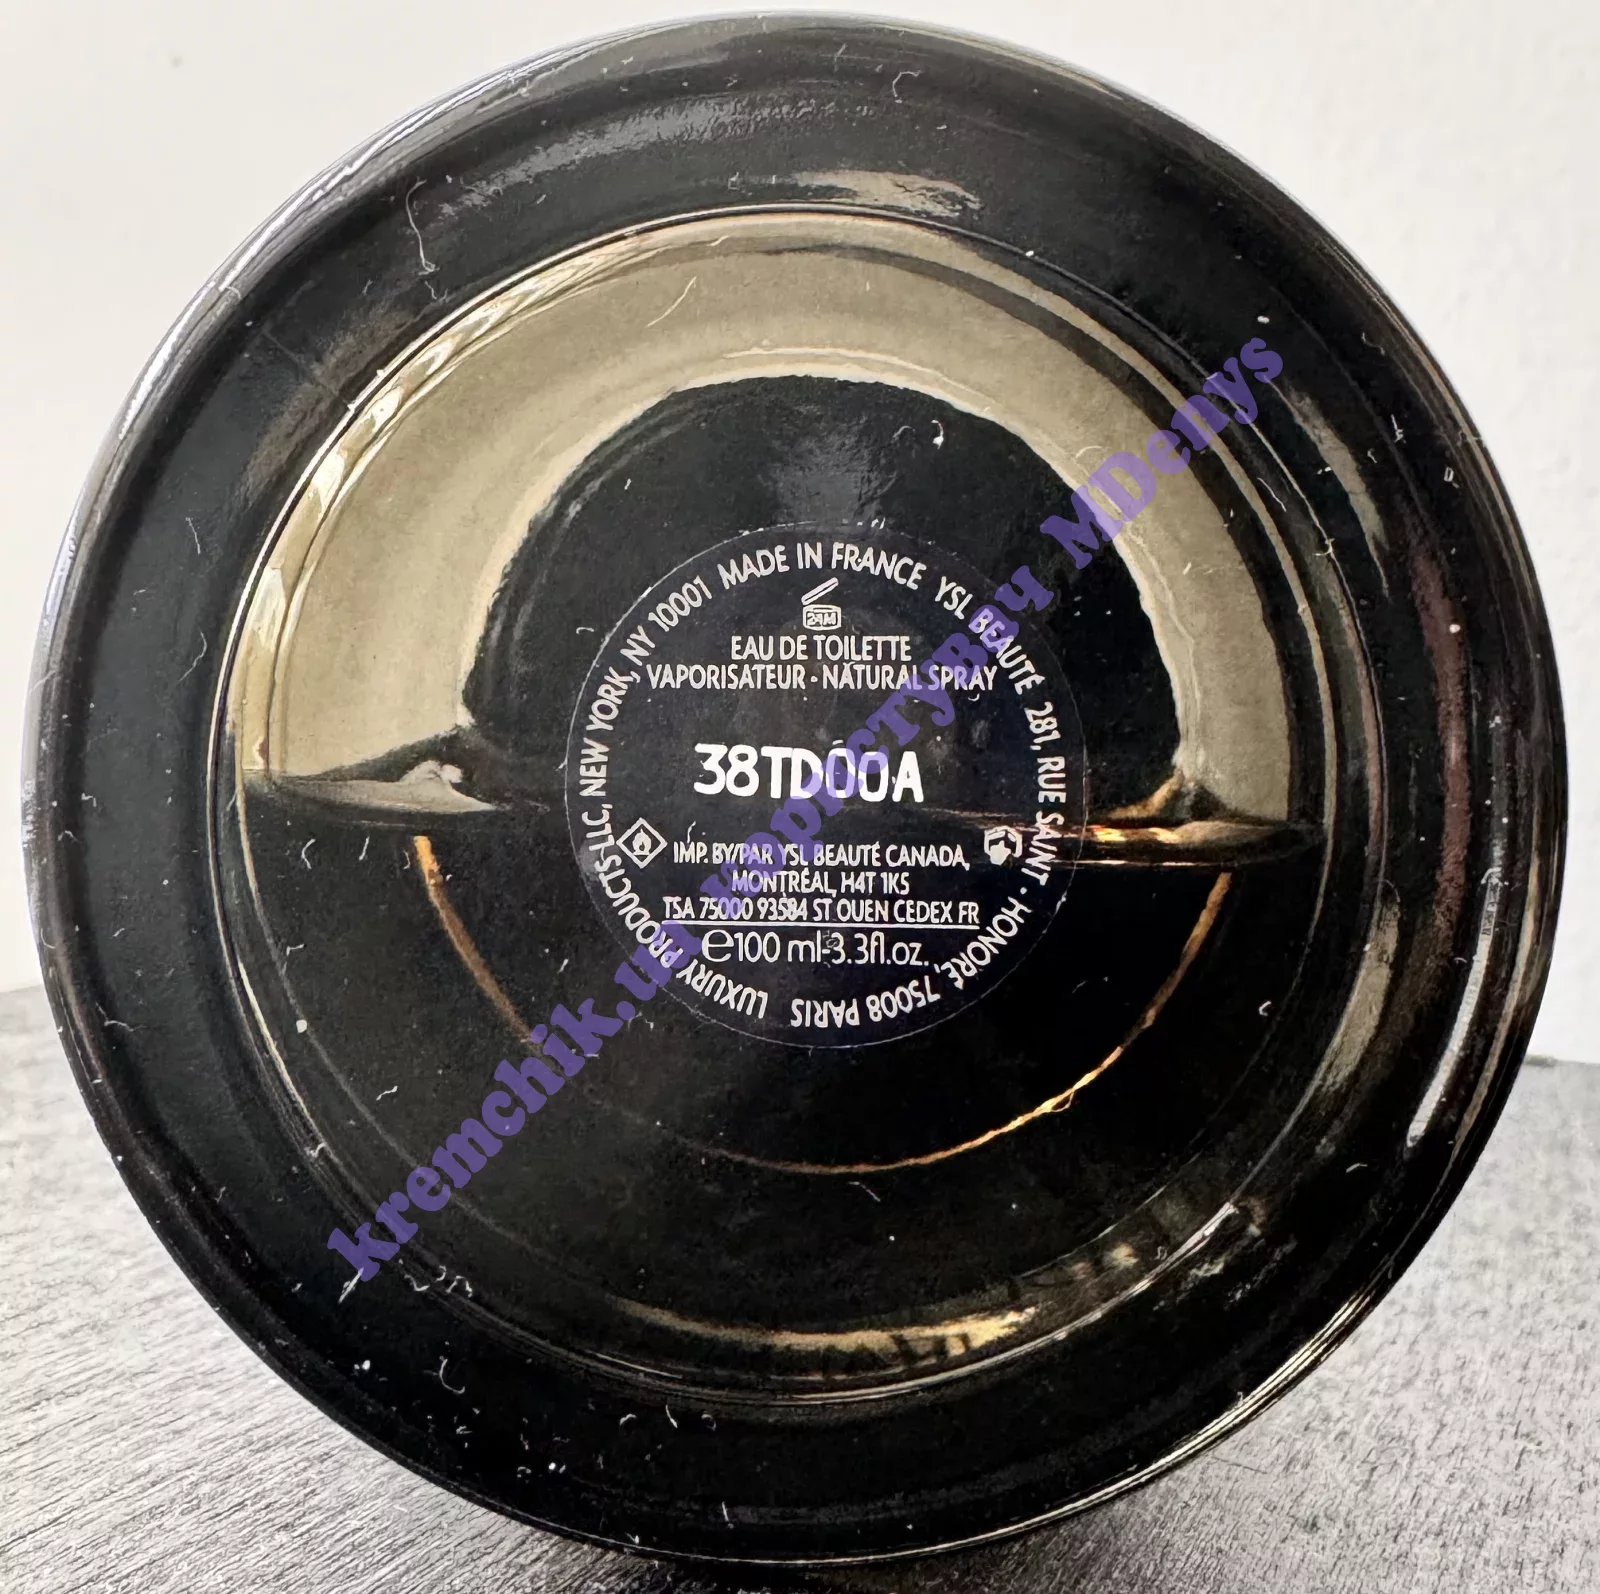 MADE IN FRANCE YSL BEAUTÉ 281, RUE SAINT - HONORÉ, 75008 PARIS LUXURY PRODUCTS LLC, NEW YORK, NY 10001
24M
EAU DE TOILETTE
VAPORISATEUR - NATURAL SPRAY
38TD00A
IMP. BY/PAR YSL BEAUTÉ CANADA,
MONTRÉAL, H4T 1K5
TSA 75000 93584 ST OUEN CEDEX FR
e 100 ml-3.3fl.oz.
kremchik.ua користувач MDenys